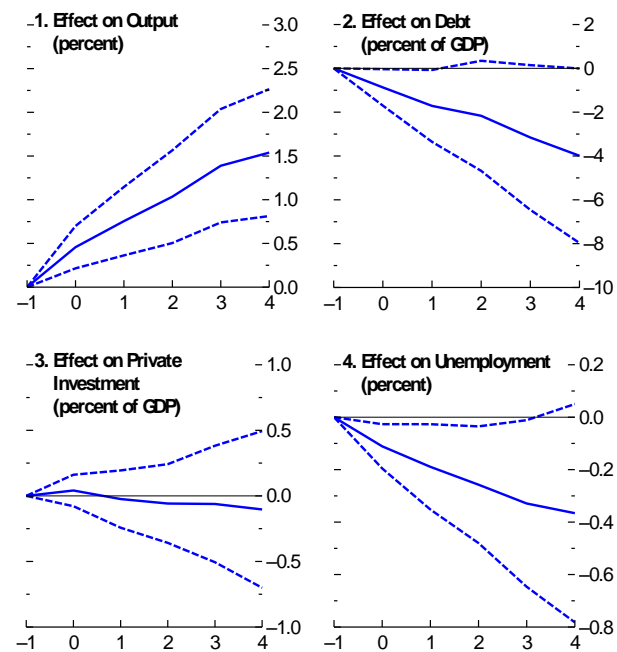 1. Effect on Output
(percent)
3.0
2.5
2.0
1.5
1.0
0.5
0.0
–1 0 1 2 3 4
2. Effect on Debt
(percent of GDP)
2
0
–2
–4
–6
–8
–10
–1 0 1 2 3 4
3. Effect on Private
Investment
(percent of GDP)
1.0
0.5
0.0
–0.5
–1.0
–1 0 1 2 3 4
4. Effect on Unemployment
(percent)
0.2
0.0
–0.2
–0.4
–0.6
–0.8
–1 0 1 2 3 4